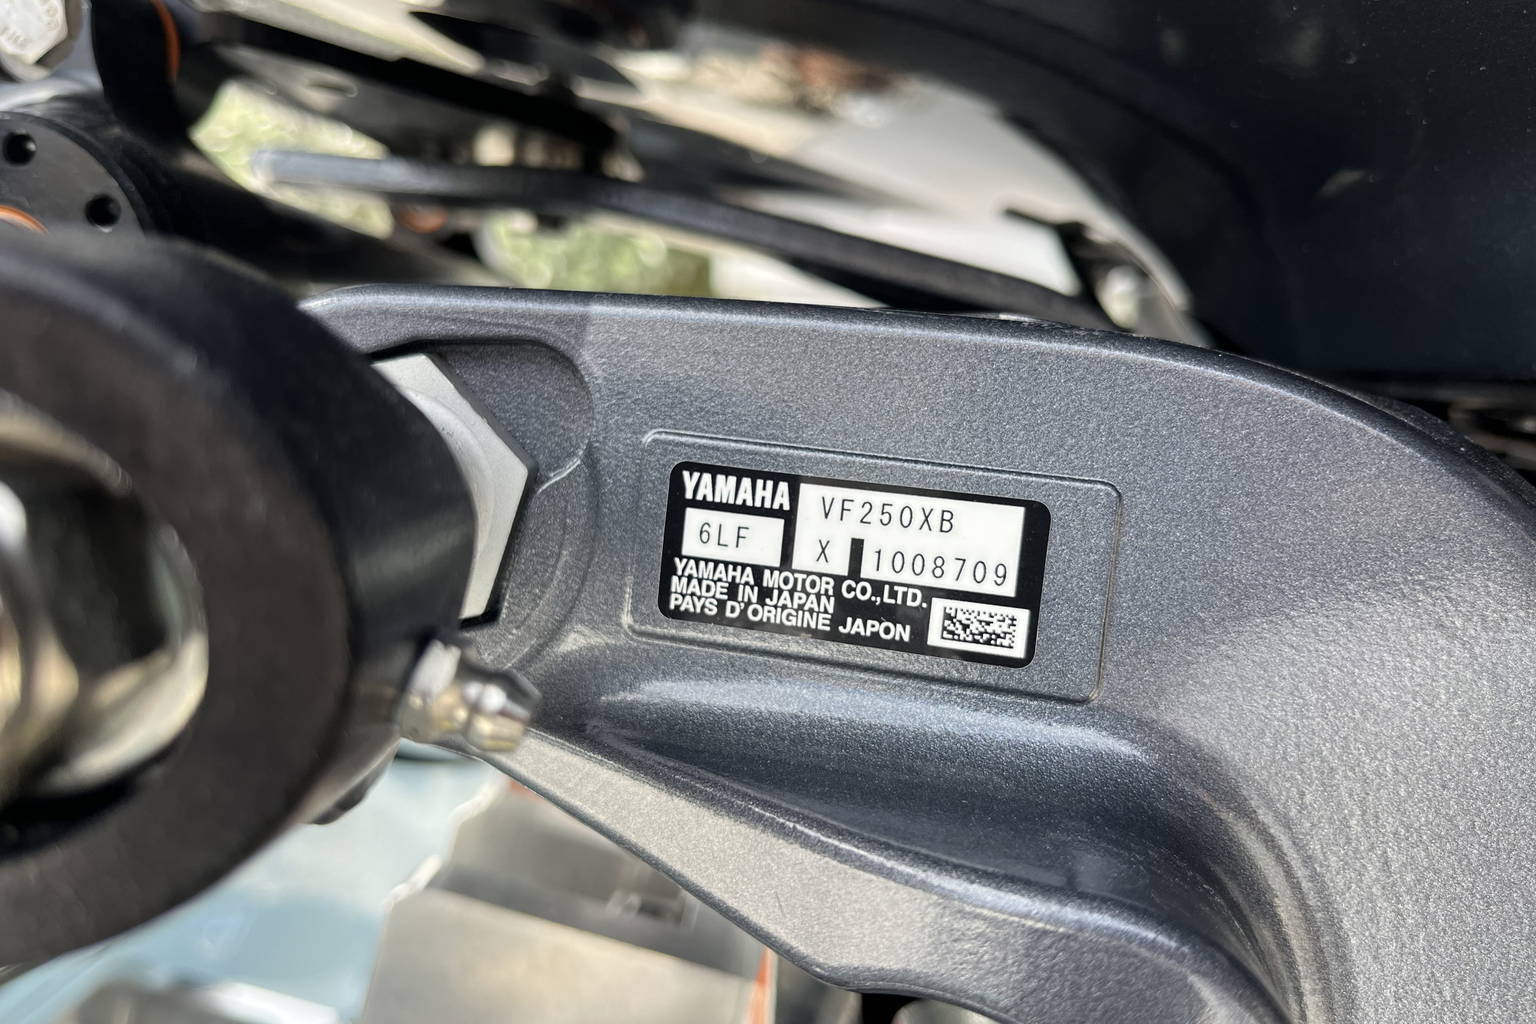 YAMAHA
VF250XB
6LF
X 1008709
YAMAHA MOTOR CO.,LTD.
MADE IN JAPAN
PAYS D'ORIGINE JAPON